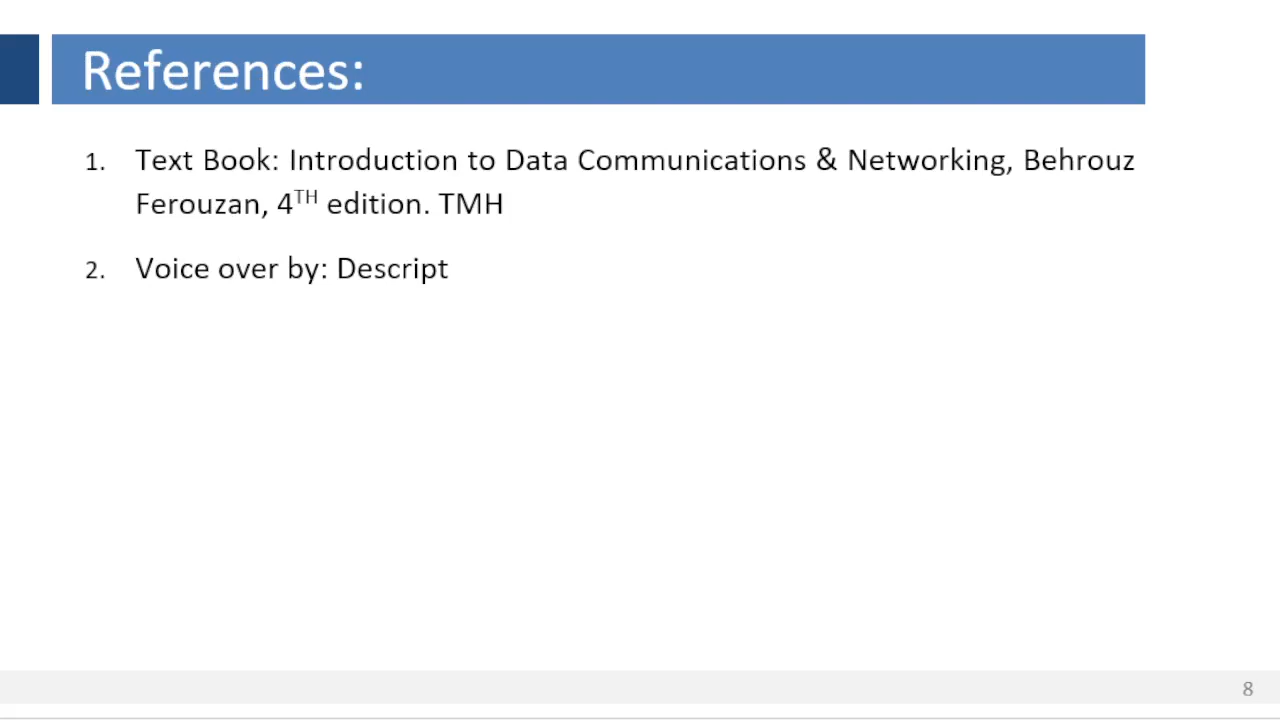 References:
1. Text Book: Introduction to Data Communications & Networking, Behrouz
Ferouzan, 4TH edition. TMH
2. Voice over by: Descript
8